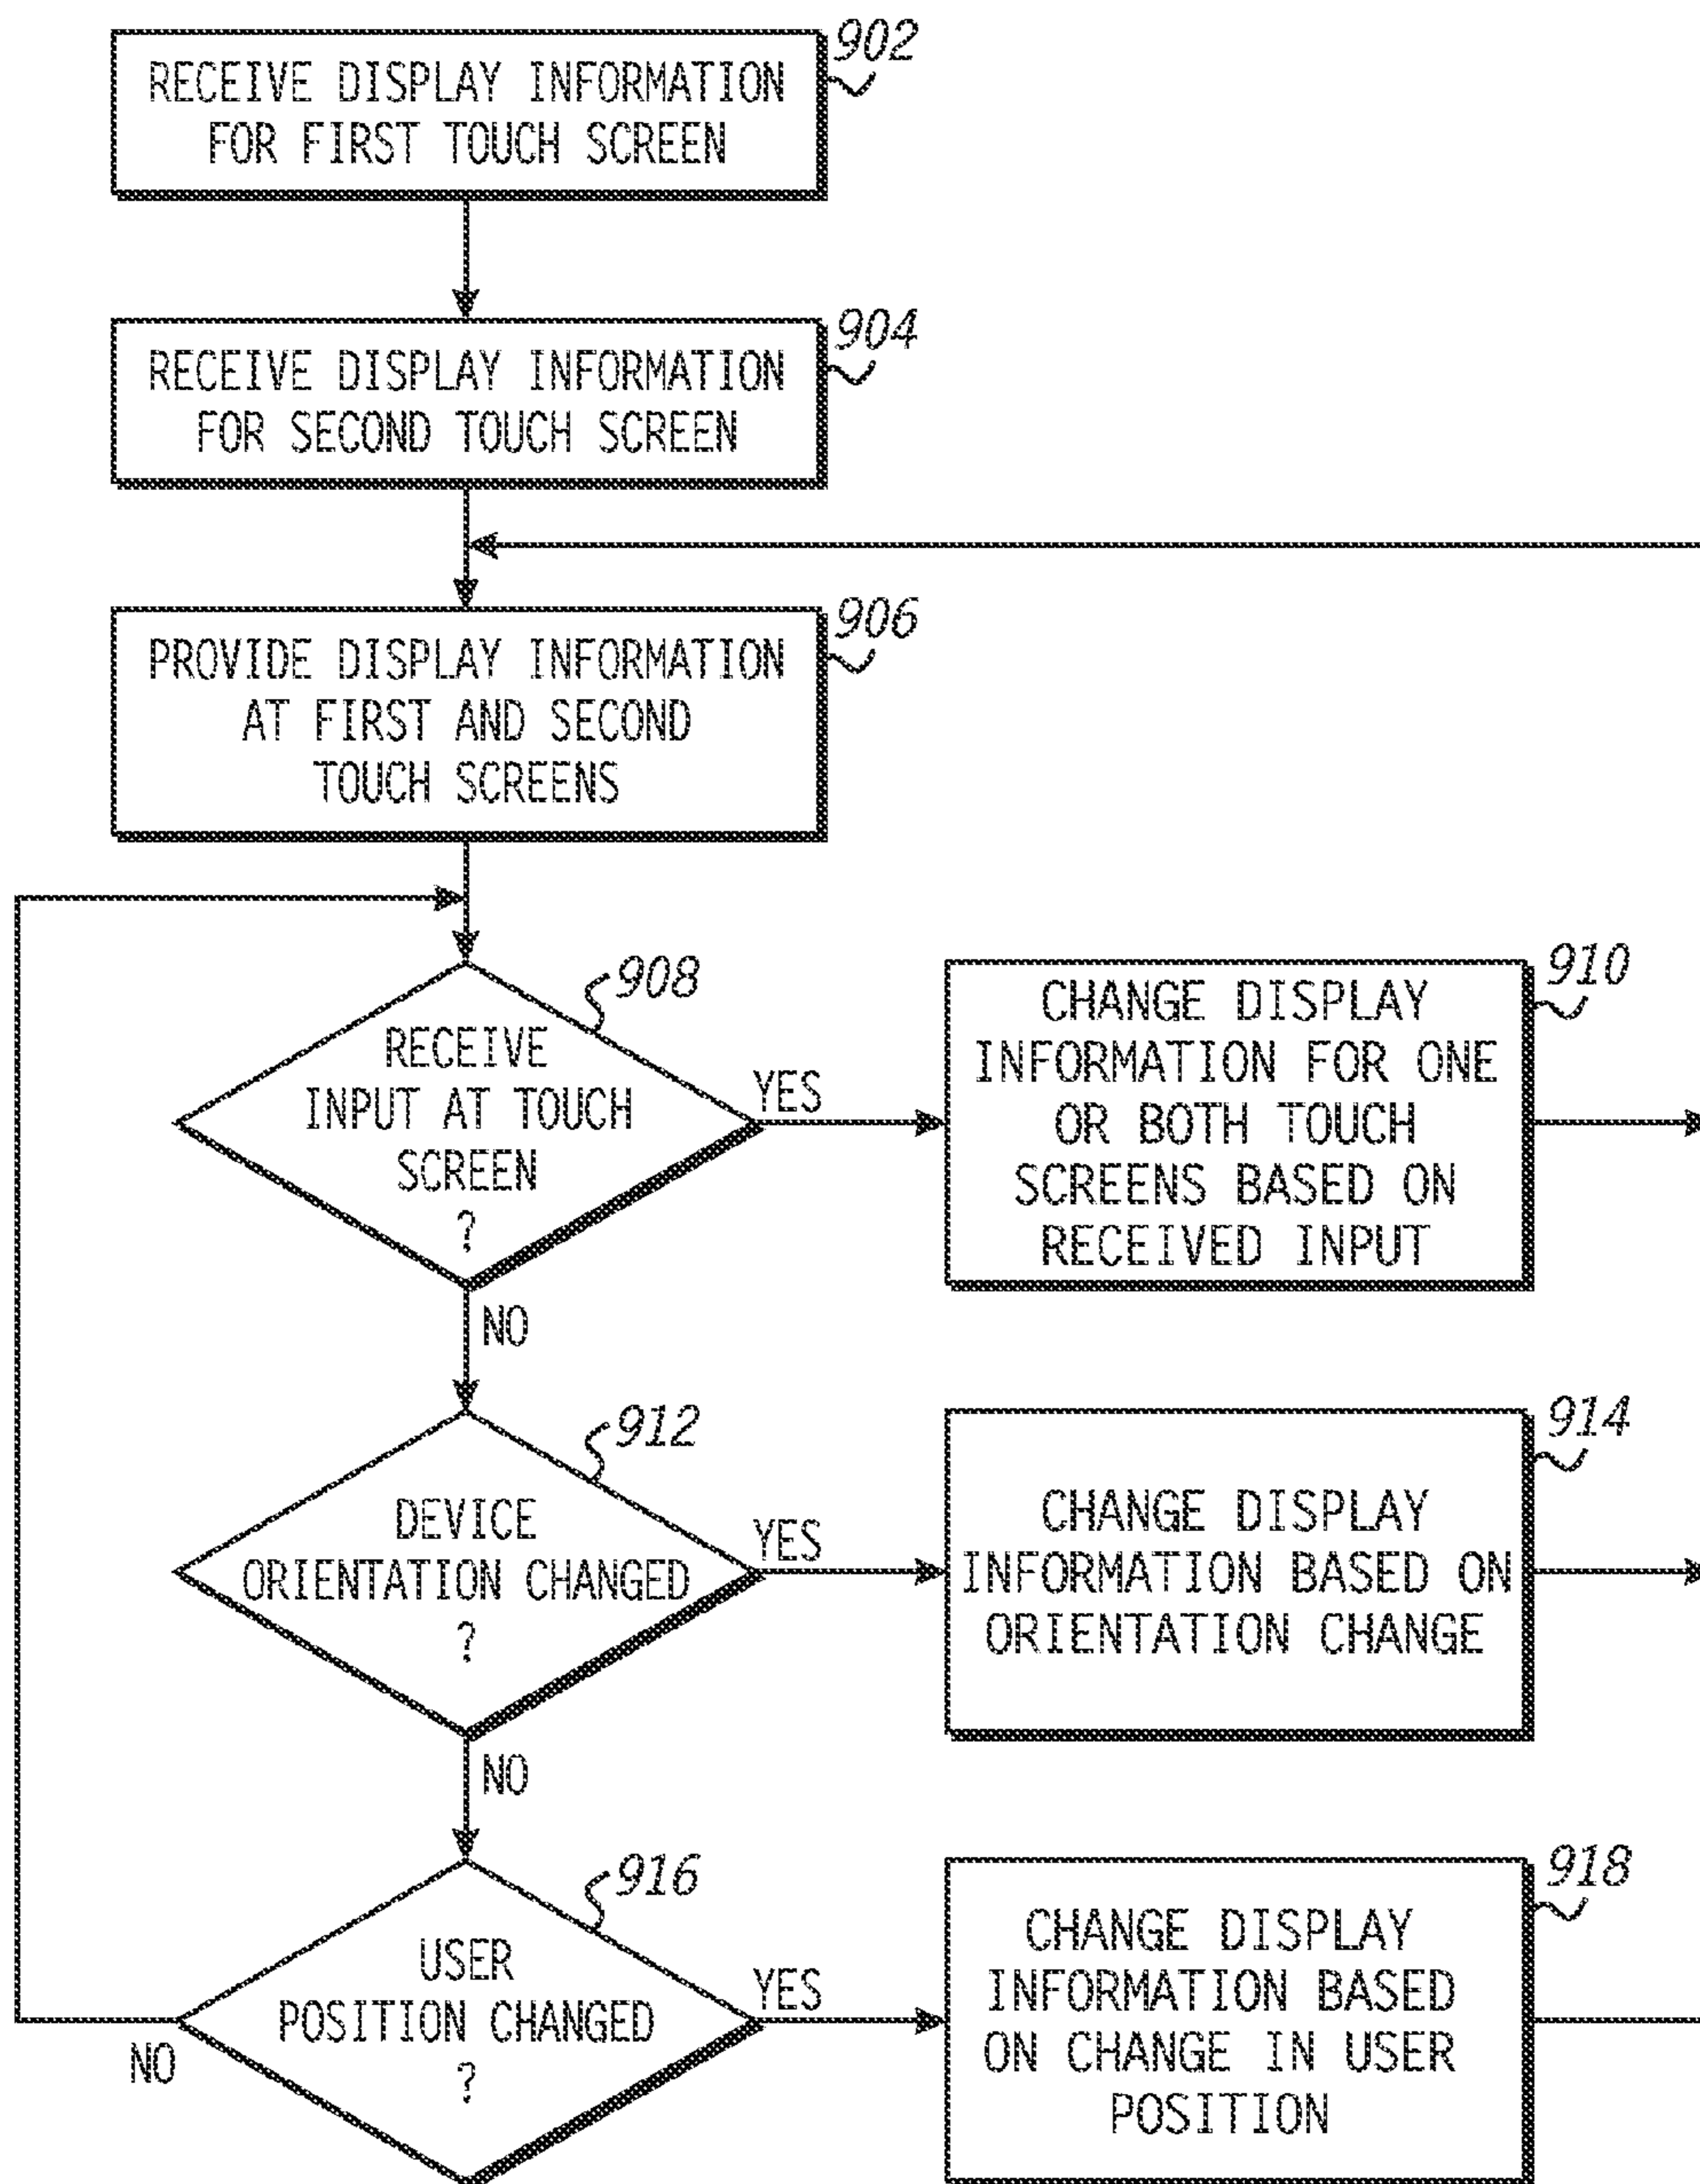 902
RECEIVE DISPLAY INFORMATION
FOR FIRST TOUCH SCREEN
904
RECEIVE DISPLAY INFORMATION
FOR SECOND TOUCH SCREEN
906
PROVIDE DISPLAY INFORMATION
AT FIRST AND SECOND
TOUCH SCREENS
908
RECEIVE
INPUT AT TOUCH
SCREEN
?
YES
NO
910
CHANGE DISPLAY
INFORMATION FOR ONE
OR BOTH TOUCH
SCREENS BASED ON
RECEIVED INPUT
912
DEVICE
ORIENTATION CHANGED
?
YES
NO
914
CHANGE DISPLAY
INFORMATION BASED ON
ORIENTATION CHANGE
916
USER
POSITION CHANGED
?
YES
NO
918
CHANGE DISPLAY
INFORMATION BASED
ON CHANGE IN USER
POSITION